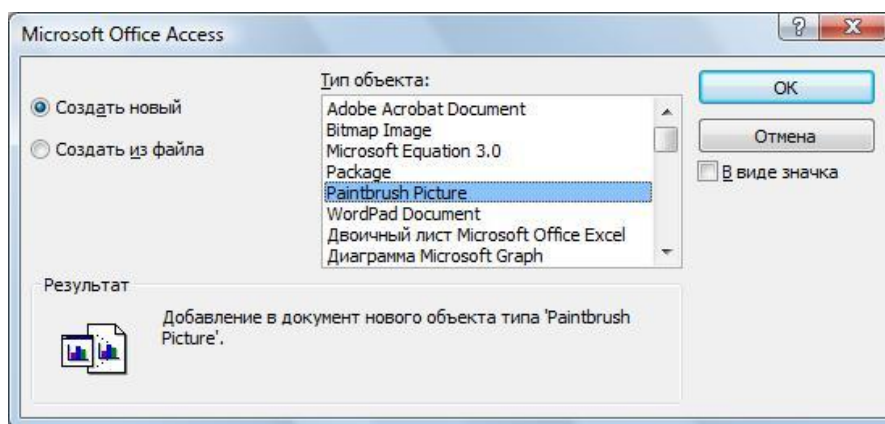 Microsoft Office Access
Создать новый
Создать из файла
Тип объекта:
Adobe Acrobat Document
Bitmap Image
Microsoft Equation 3.0
Package
Paintbrush Picture
WordPad Document
Двоичный лист Microsoft Office Excel
Диаграмма Microsoft Graph
ОК
Отмена
В виде значка
Результат
Добавление в документ нового объекта типа 'Paintbrush
Picture'.